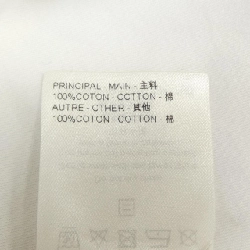 PRINCIPAL - MAIN - 主料
100%COTON - COTTON - 棉
AUTRE - OTHER - 其他
100%COTON - COTTON - 棉